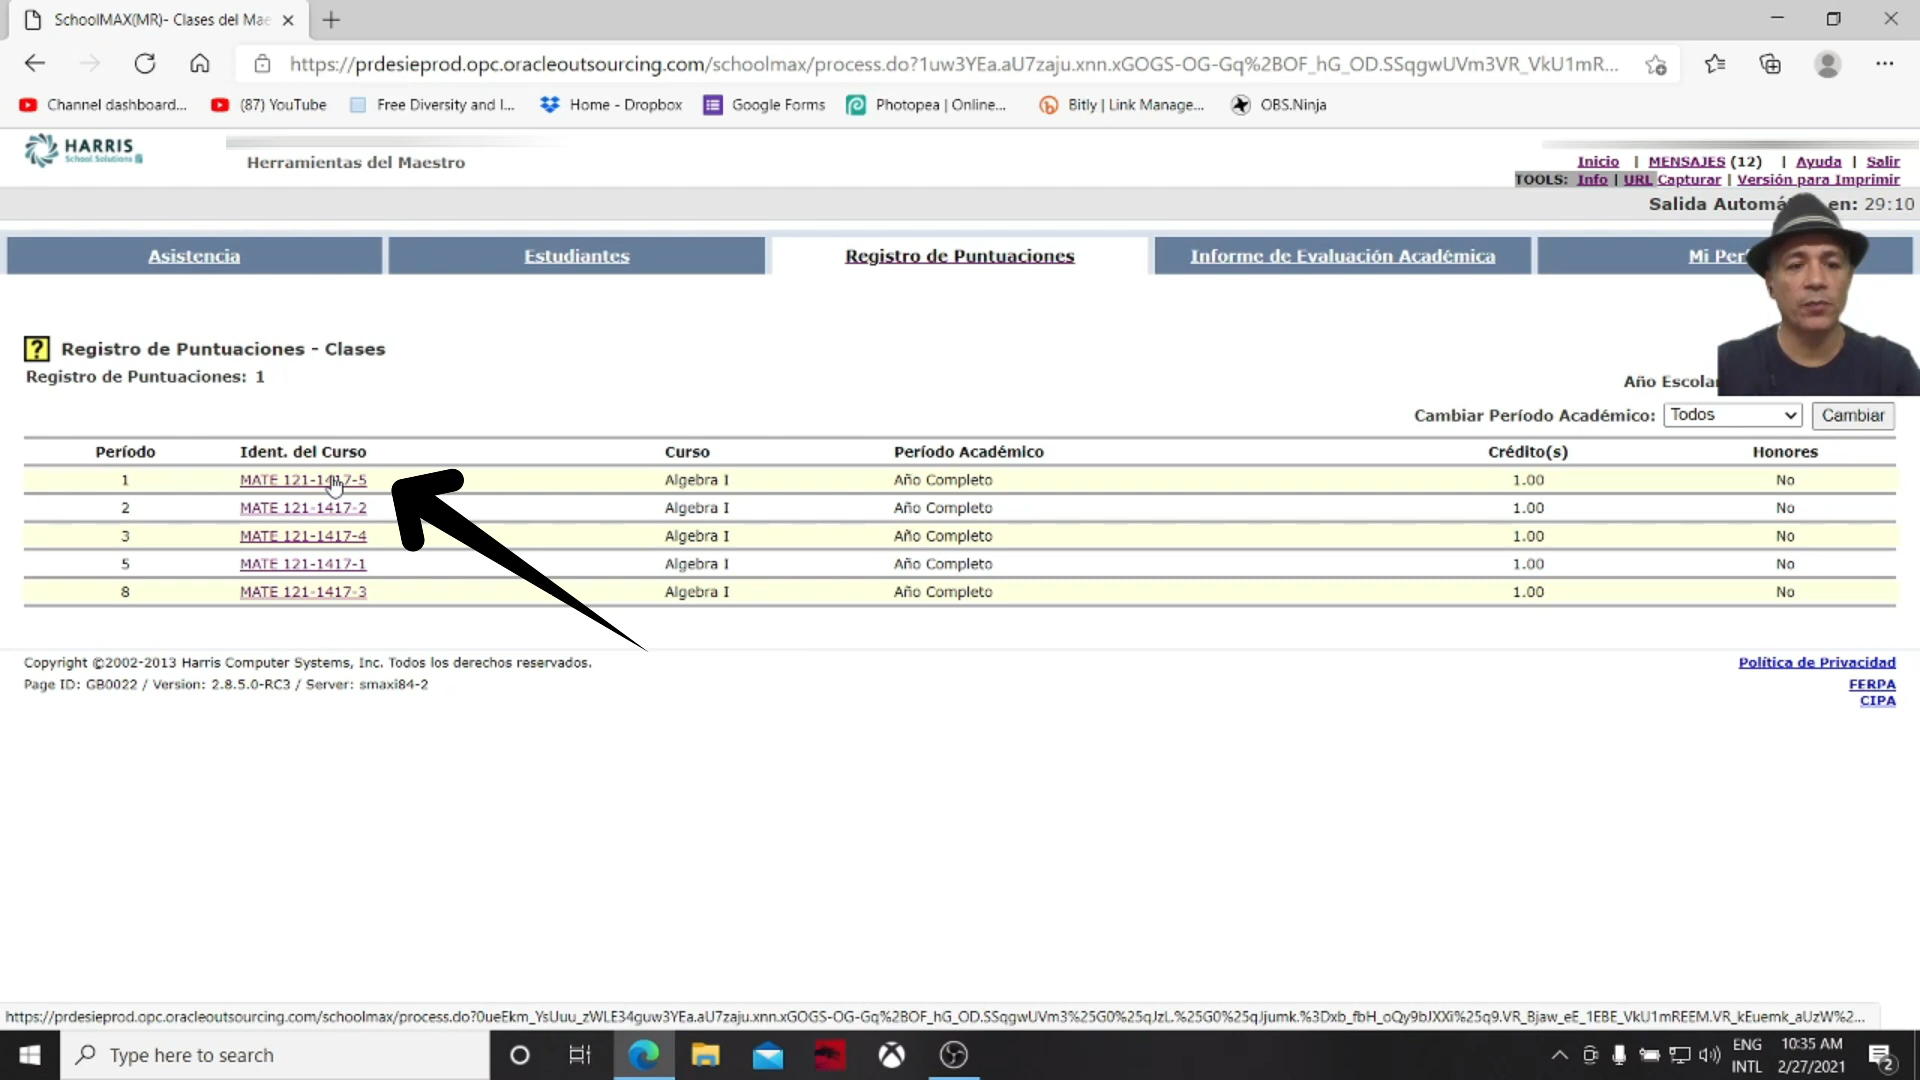 SchoolMAX(MR)- Clases del Mae
https://prdesieprod.opc.oracleoutsourcing.com/schoolmax/process.do?1uw3YEa.aU7zaju.xnn.xGOGS-OG-Gq%2BOF_hG_OD.SSqgwUVm3VR_VkU1mR...
Channel dashboard... (87) YouTube Free Diversity and I... Home - Dropbox Google Forms Photopea | Online... Bitly | Link Manage... OBS.Ninja
HARRIS
School Solutions
Herramientas del Maestro
Inicio | MENSAJES (12) | Ayuda | Salir
TOOLS: Info | URL Capturar | Versión para Imprimir
Salida en: 29:10
Asistencia Estudiantes Registro de Puntuaciones Informe de Evaluación Académica Mi
? Registro de Puntuaciones - Clases
Registro de Puntuaciones: 1
Año
Cambiar Período Académico: Todos Cambiar
Período Ident. del Curso Curso Período Académico Crédito(s) Honores
1 MATE 121-1417-5 Algebra I Año Completo 1.00 No
2 MATE 121-1417-2 Algebra I Año Completo 1.00 No
3 MATE 121-1417-4 Algebra I Año Completo 1.00 No
5 MATE 121-1417-1 Algebra I Año Completo 1.00 No
8 MATE 121-1417-3 Algebra I Año Completo 1.00 No
Copyright ©2002-2013 Harris Computer Systems, Inc. Todos los derechos reservados.
Page ID: GB0022 / Version: 2.8.5.0-RC3 / Server: smaxi84-2
Política de Privacidad
FERPA
CIPA
Type here to search
ENG
INTL
10:35 AM
2/27/2021
2